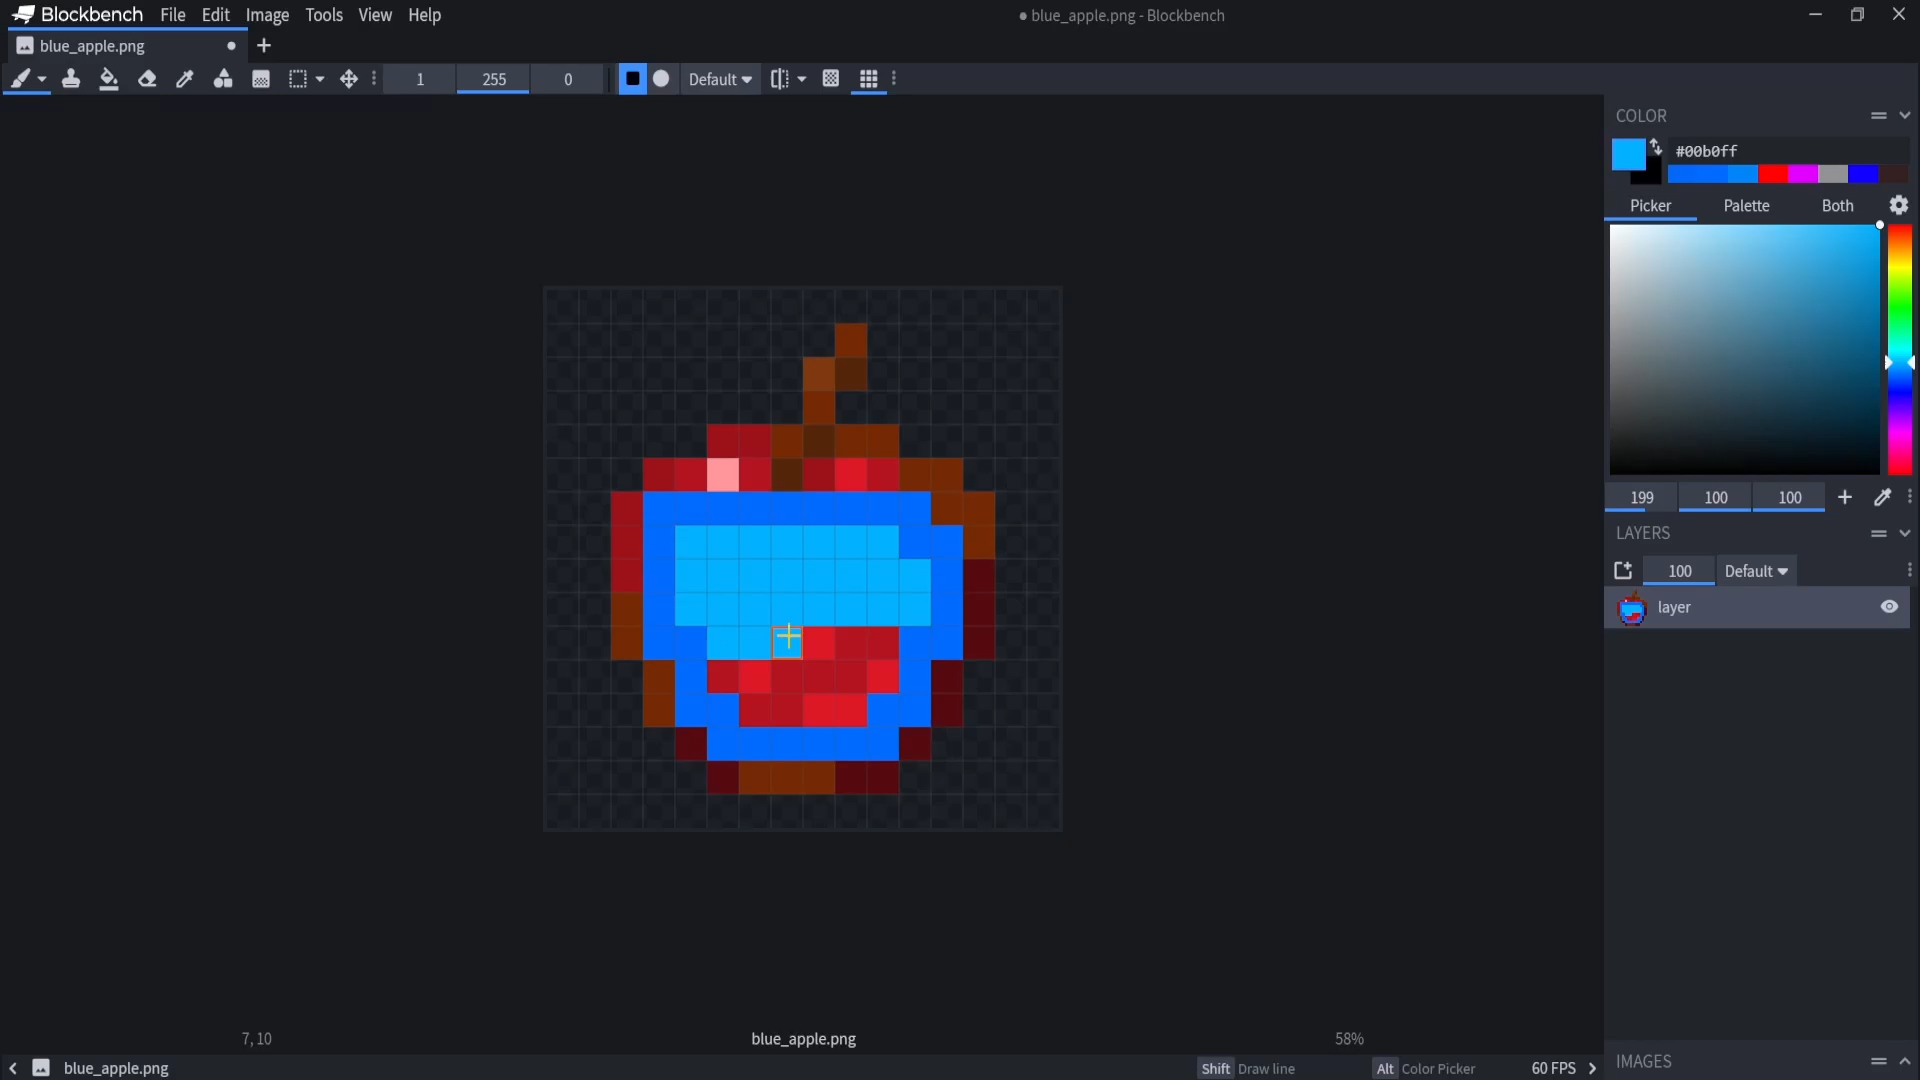 Blockbench File Edit Image Tools View Help
● blue_apple.png - Blockbench
blue_apple.png
1 255 0 Default
COLOR
#00b0ff
Picker Palette Both
199 100 100
LAYERS
100 Default
layer
7, 10 blue_apple.png 58%
blue_apple.png
Shift Draw line Alt Color Picker 60 FPS
IMAGES